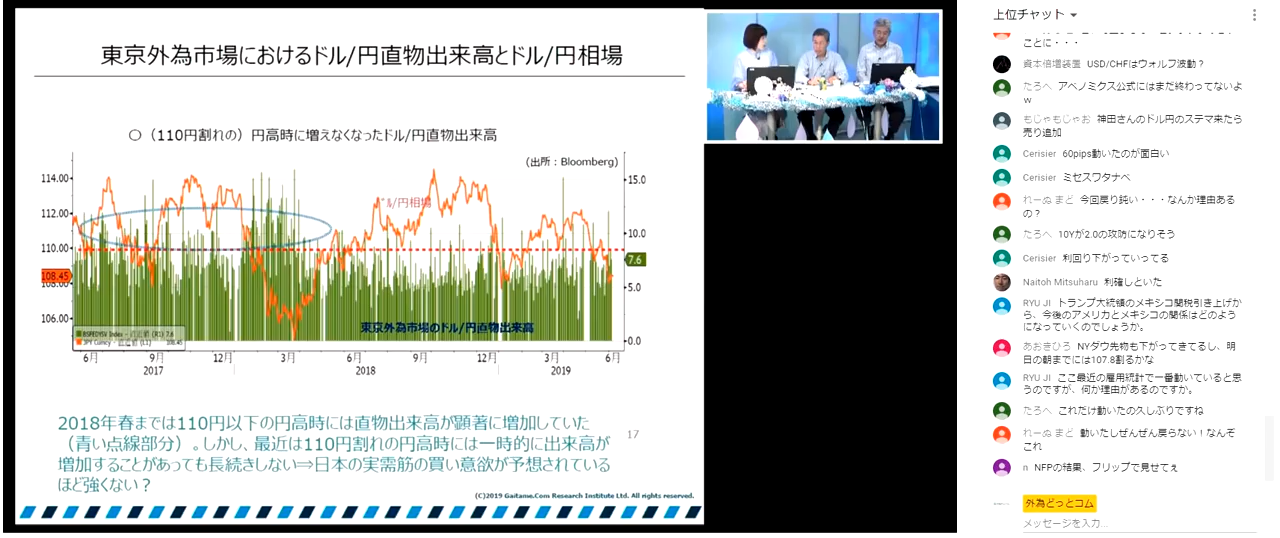 東京外為市場におけるドル/円直物出来高とドル/円相場
○（110円割れの）円高時に増えなくなったドル/円直物出来高
(出所：Bloomberg)
114.00
112.00
110.00
108.45
108.00
106.00
15.0
10.0
7.6
5.0
0.0
ドル/円相場
東京外為市場のドル/円直物出来高
6月
9月
12月
3月
6月
9月
12月
3月
6月
2017
2018
2019
2018年春までは110円以下の円高時には直物出来高が顕著に増加していた
（青い点線部分）。しかし、最近は110円割れの円高時には一時的に出来高が
増加することがあっても長続きしない⇒日本の実需筋の買い意欲が予想されている
ほど強くない？
17
(C)2019 Gaitame.Com Research Institute Ltd. All rights reserved.
上位チャット
ことに・・・
資本倍増装置 USD/CHFはウォルフ波動？
たろへ アベノミクス公式にはまだ終わってないよ
w
もじゃもじゃお 神田さんのドル円のステマ来たら
売り追加
Cerisier 60pips動いたのが面白い
Cerisier ミセスワタナベ
れーぬまど 今回戻り鈍い・・・なんか理由ある
の？
たろへ 10Yが2.0の攻防になりそう
Cerisier 利回り下がっていってる
Naitoh Mitsuharu 利確しといた
RYU JI トランプ大統領のメキシコ関税引き上げか
ら、今後のアメリカとメキシコの関係はどのよう
になっていくのでしょうか。
あおきひろ NYダウ先物も下がってきてるし、明
日の朝までには107.8割るかな
RYU JI ここ最近の雇用統計で一番動いていると思
うのですが、何か理由があるのですか。
たろへ これだけ動いたの久しぶりですね
れーぬまど 動いたしぜんぜん戻らない！なんぞ
これ
n NFPの結果、フリップで見せてぇ
外為どっとコム
メッセージを入力...